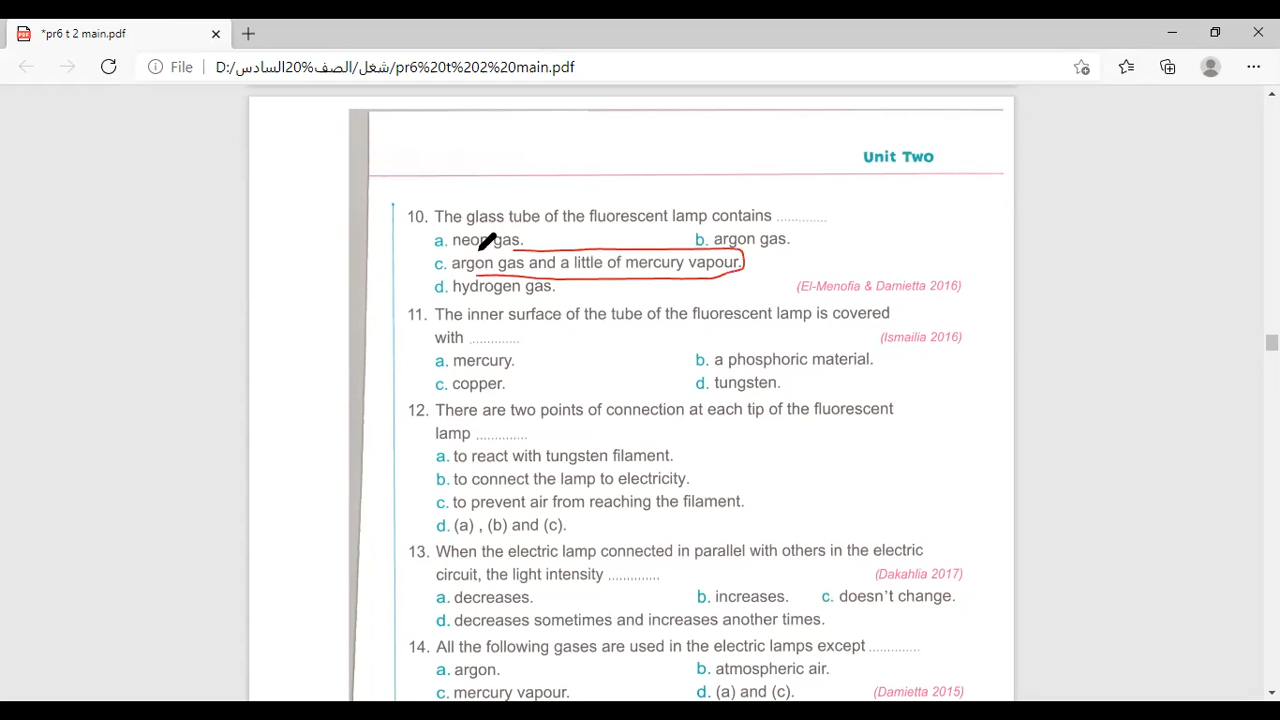 *pr6 t 2 main.pdf
File D:/شغل/الصف%20السادس/pr6%20t%202%20main.pdf
Unit Two
10. The glass tube of the fluorescent lamp contains .............
a. neon gas. b. argon gas.
c. argon gas and a little of mercury vapour.
d. hydrogen gas. (El-Menofia & Damietta 2016)
11. The inner surface of the tube of the fluorescent lamp is covered
with ............. (Ismailia 2016)
a. mercury. b. a phosphoric material.
c. copper. d. tungsten.
12. There are two points of connection at each tip of the fluorescent
lamp .............
a. to react with tungsten filament.
b. to connect the lamp to electricity.
c. to prevent air from reaching the filament.
d. (a) , (b) and (c).
13. When the electric lamp connected in parallel with others in the electric
circuit, the light intensity ............. (Dakahlia 2017)
a. decreases. b. increases. c. doesn't change.
d. decreases sometimes and increases another times.
14. All the following gases are used in the electric lamps except .............
a. argon. b. atmospheric air.
c. mercury vapour. d. (a) and (c). (Damietta 2015)